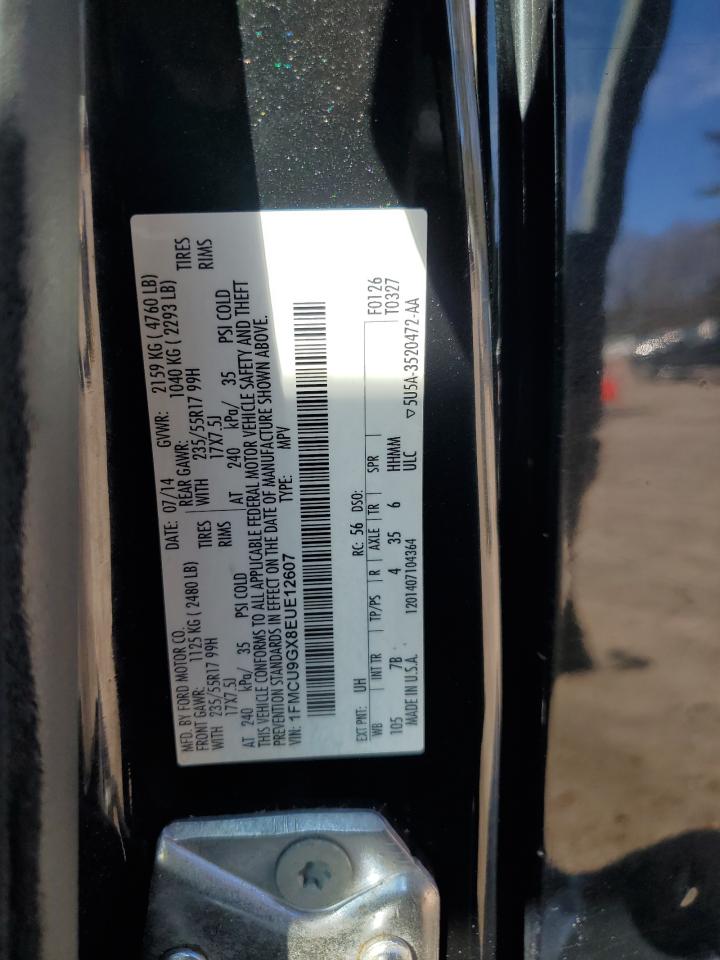 MFD. BY FORD MOTOR CO. DATE: 07/14 GVWR: 2159 KG ( 4760 LB)
FRONT GAWR: 1125 KG ( 2480 LB) REAR GAWR: 1040 KG ( 2293 LB)
WITH 235/55R17 99H TIRES WITH 235/55R17 99H TIRES
17X7.5J RIMS 17X7.5J RIMS
AT 240 kPa/ 35 PSI COLD AT 240 kPa/ 35 PSI COLD
THIS VEHICLE CONFORMS TO ALL APPLICABLE FEDERAL MOTOR VEHICLE SAFETY AND THEFT
PREVENTION STANDARDS IN EFFECT ON THE DATE OF MANUFACTURE SHOWN ABOVE.
VIN: 1FMCU9GX8EUE12607 TYPE: MPV
EXT PNT: UH RC: 56 DSO: F0126
WB INT TR TP/PS R AXLE TR SPR T0327
105 7B 4 35 6 HHMM
MADE IN U.S.A. 1201407104364 ULC ▽5U5A-3520472-AA